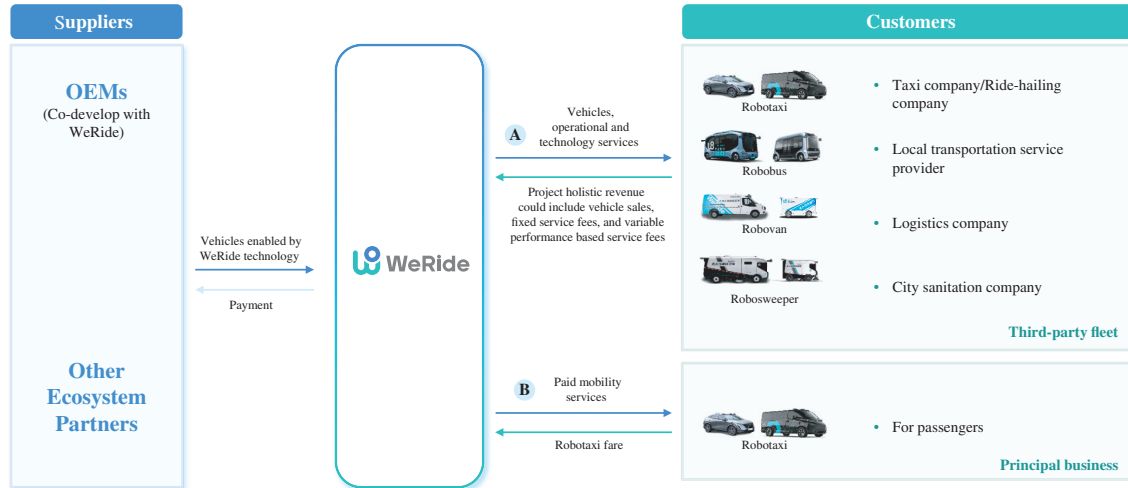 Suppliers
Customers
OEMs
(Co-develop with
WeRide)
Other
Ecosystem
Partners
Vehicles enabled by
WeRide technology
Payment
WeRide
A
Vehicles,
operational and
technology services
Project holistic revenue
could include vehicle sales,
fixed service fees, and variable
performance based service fees
B
Paid mobility
services
Robotaxi fare
Robotaxi
• Taxi company/Ride-hailing
company
Robobus
• Local transportation service
provider
Robovan
• Logistics company
Robosweeper
• City sanitation company
Third-party fleet
Robotaxi
• For passengers
Principal business